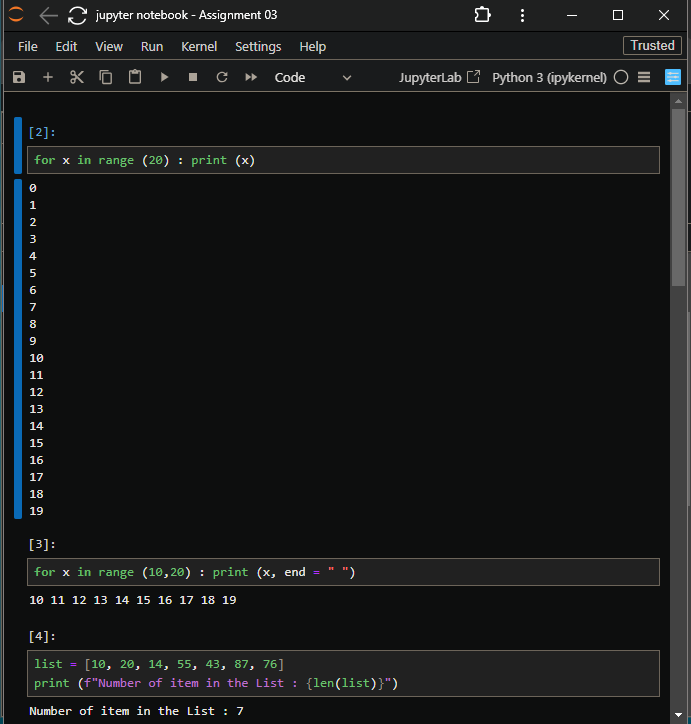 jupyter notebook - Assignment 03
File Edit View Run Kernel Settings Help Trusted
Code JupyterLab Python 3 (ipykernel)
[2]:
for x in range (20) : print (x)
0
1
2
3
4
5
6
7
8
9
10
11
12
13
14
15
16
17
18
19
[3]:
for x in range (10,20) : print (x, end = " ")
10 11 12 13 14 15 16 17 18 19
[4]:
list = [10, 20, 14, 55, 43, 87, 76]
print (f"Number of item in the List : {len(list)}")
Number of item in the List : 7